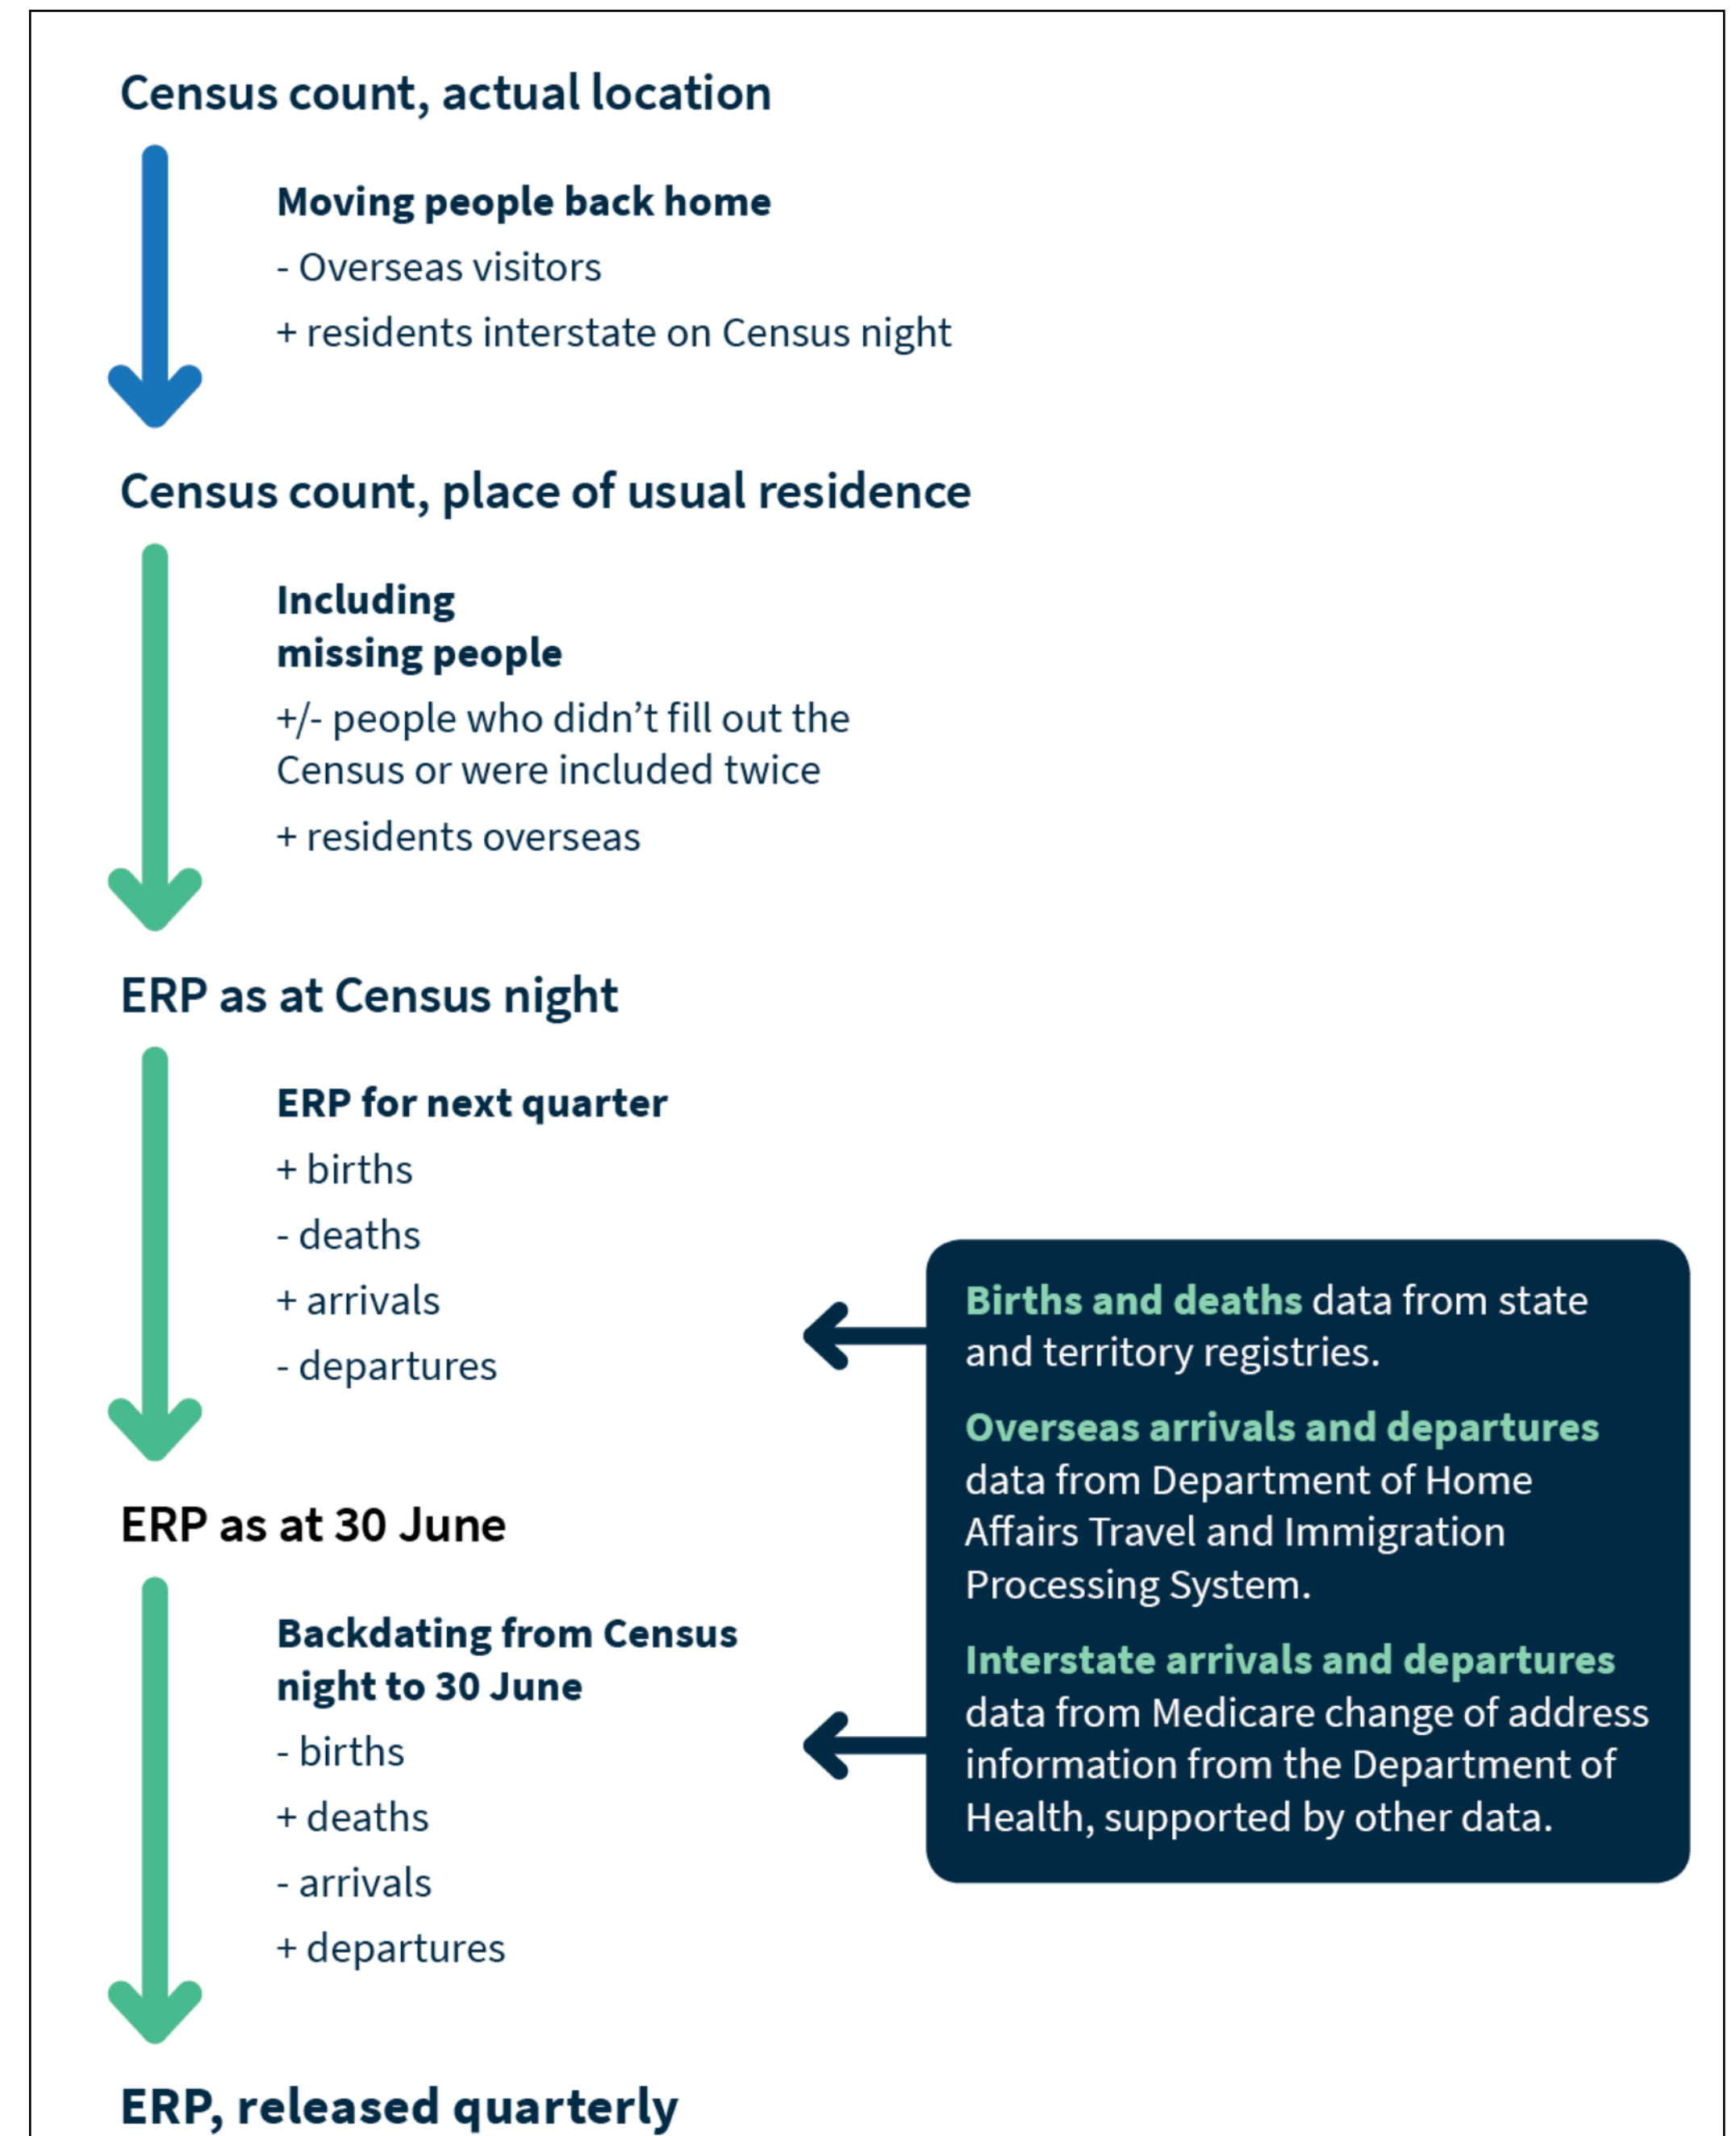 Census count, actual location
Moving people back home
- Overseas visitors
+ residents interstate on Census night
Census count, place of usual residence
Including
missing people
+/- people who didn’t fill out the
Census or were included twice
+ residents overseas
ERP as at Census night
ERP for next quarter
+ births
- deaths
+ arrivals
- departures
Births and deaths data from state
and territory registries.
Overseas arrivals and departures
data from Department of Home
Affairs Travel and Immigration
Processing System.
Interstate arrivals and departures
data from Medicare change of address
information from the Department of
Health, supported by other data.
ERP as at 30 June
Backdating from Census
night to 30 June
- births
+ deaths
- arrivals
+ departures
ERP, released quarterly